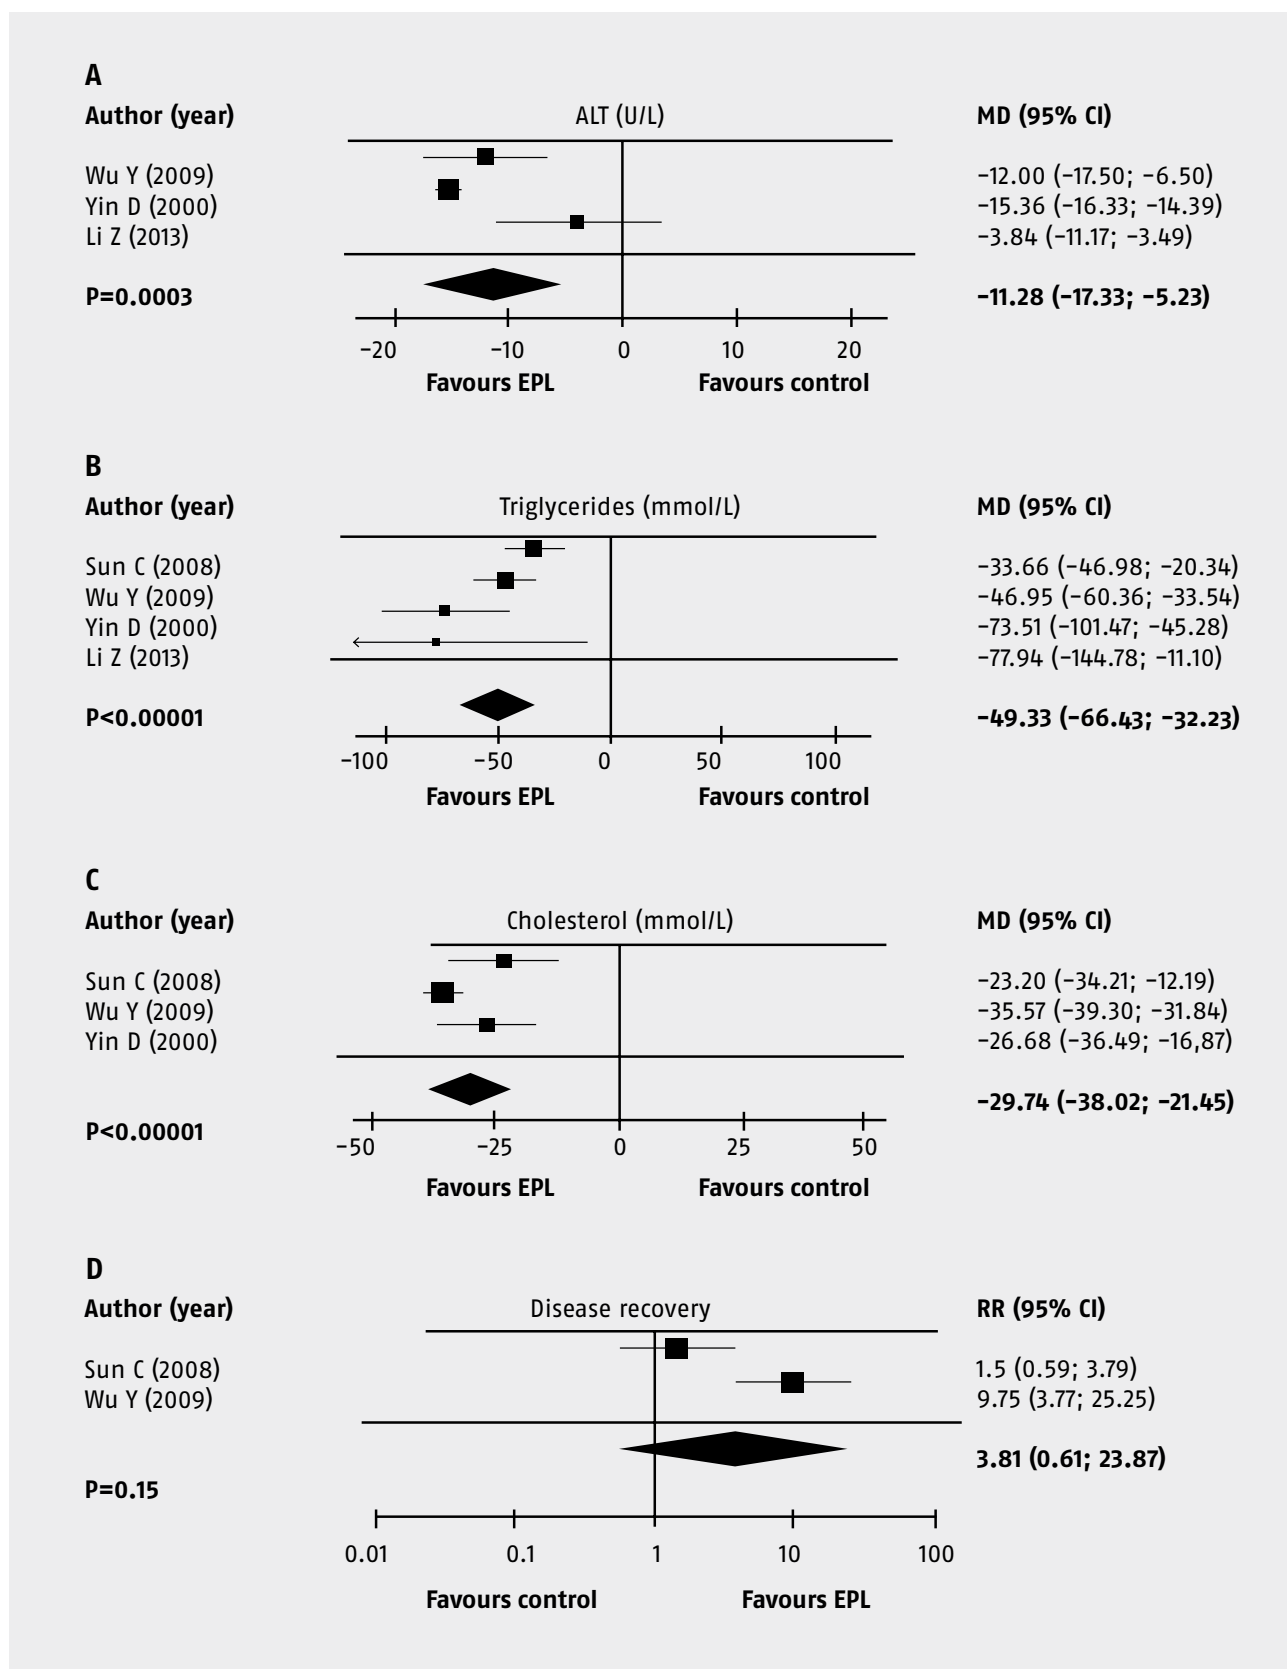 A
Author (year) ALT (U/L) MD (95% CI)
Wu Y (2009) −12.00 (−17.50; −6.50)
Yin D (2000) −15.36 (−16.33; −14.39)
Li Z (2013) −3.84 (−11.17; −3.49)
P=0.0003 −11.28 (−17.33; −5.23)
−20 −10 0 10 20
Favours EPL Favours control
B
Author (year) Triglycerides (mmol/L) MD (95% CI)
Sun C (2008) −33.66 (−46.98; −20.34)
Wu Y (2009) −46.95 (−60.36; −33.54)
Yin D (2000) −73.51 (−101.47; −45.28)
Li Z (2013) −77.94 (−144.78; −11.10)
P<0.00001 −49.33 (−66.43; −32.23)
−100 −50 0 50 100
Favours EPL Favours control
C
Author (year) Cholesterol (mmol/L) MD (95% CI)
Sun C (2008) −23.20 (−34.21; −12.19)
Wu Y (2009) −35.57 (−39.30; −31.84)
Yin D (2000) −26.68 (−36.49; −16,87)
−29.74 (−38.02; −21.45)
P<0.00001
−50 −25 0 25 50
Favours EPL Favours control
D
Author (year) Disease recovery RR (95% CI)
Sun C (2008) 1.5 (0.59; 3.79)
Wu Y (2009) 9.75 (3.77; 25.25)
3.81 (0.61; 23.87)
P=0.15
0.01 0.1 1 10 100
Favours control Favours EPL